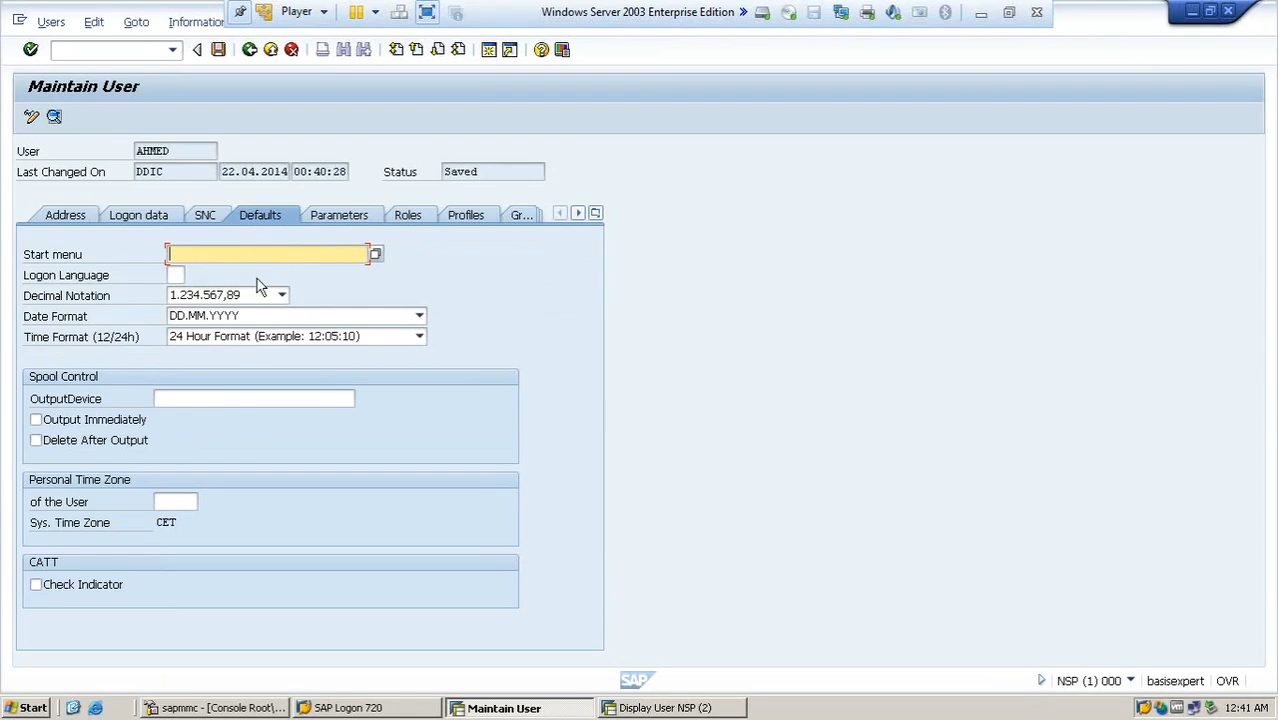 Users Edit Goto Information Player Windows Server 2003 Enterprise Edition »
Maintain User
User AHMED
Last Changed On DDIC 22.04.2014 00:40:28 Status Saved
Address Logon data SNC Defaults Parameters Roles Profiles Gr...
Start menu
Logon Language
Decimal Notation 1.234.567,89
Date Format DD.MM.YYYY
Time Format (12/24h) 24 Hour Format (Example: 12:05:10)
Spool Control
OutputDevice
Output Immediately
Delete After Output
Personal Time Zone
of the User
Sys. Time Zone CET
CATT
Check Indicator
SAP NSP (1) 000 basisexpert OVR
Start sapmmc - [Console Root\... SAP Logon 720 Maintain User Display User NSP (2) 12:41 AM